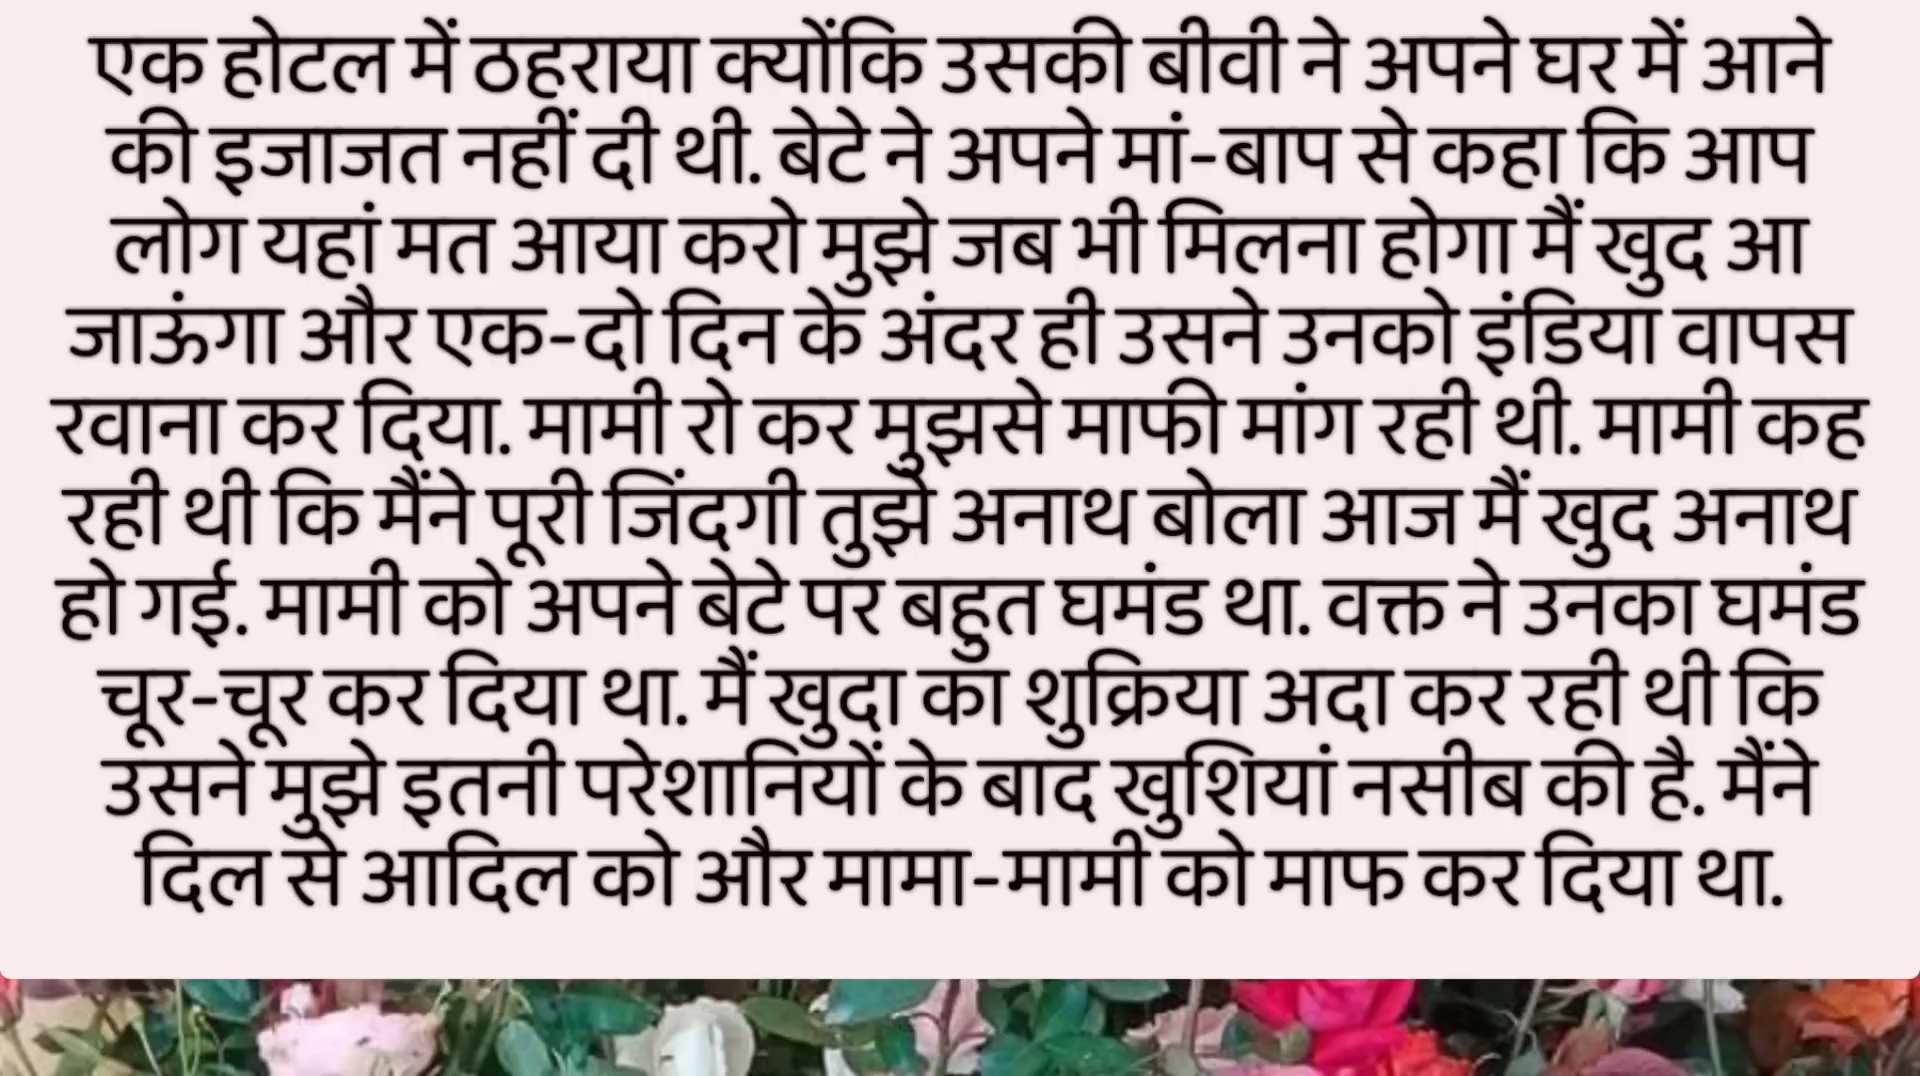 एक होटल में ठहराया क्योंकि उसकी बीवी ने अपने घर में आने
की इजाजत नहीं दी थी. बेटे ने अपने मां-बाप से कहा कि आप
लोग यहां मत आया करो मुझे जब भी मिलना होगा मैं खुद आ
जाऊंगा और एक-दो दिन के अंदर ही उसने उनको इंडिया वापस
रवाना कर दिया. मामी रो कर मुझसे माफी मांग रही थी. मामी कह
रही थी कि मैंने पूरी जिंदगी तुझे अनाथ बोला आज मैं खुद अनाथ
हो गई. मामी को अपने बेटे पर बहुत घमंड था. वक्त ने उनका घमंड
चूर-चूर कर दिया था. मैं खुदा का शुक्रिया अदा कर रही थी कि
उसने मुझे इतनी परेशानियों के बाद खुशियां नसीब की है. मैंने
दिल से आदिल को और मामा-मामी को माफ कर दिया था.